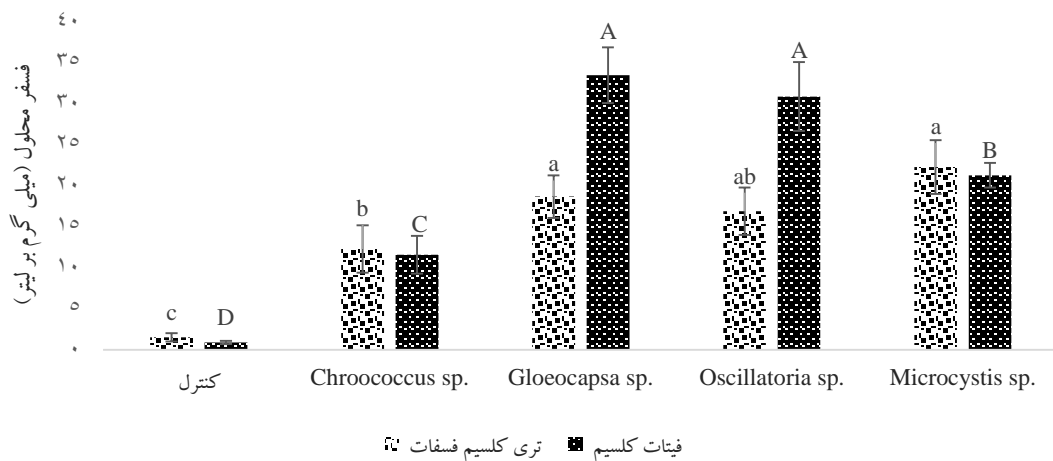 فسفر محلول (میلی گرم بر لیتر)
۴۰
۳۵
۳۰
۲۵
۲۰
۱۵
۱۰
۵
۰
c D b C a A ab A a B
کنترل Chroococcus sp. Gloeocapsa sp. Oscillatoria sp. Microcystis sp.
تری کلسیم فسفات فیتات کلسیم